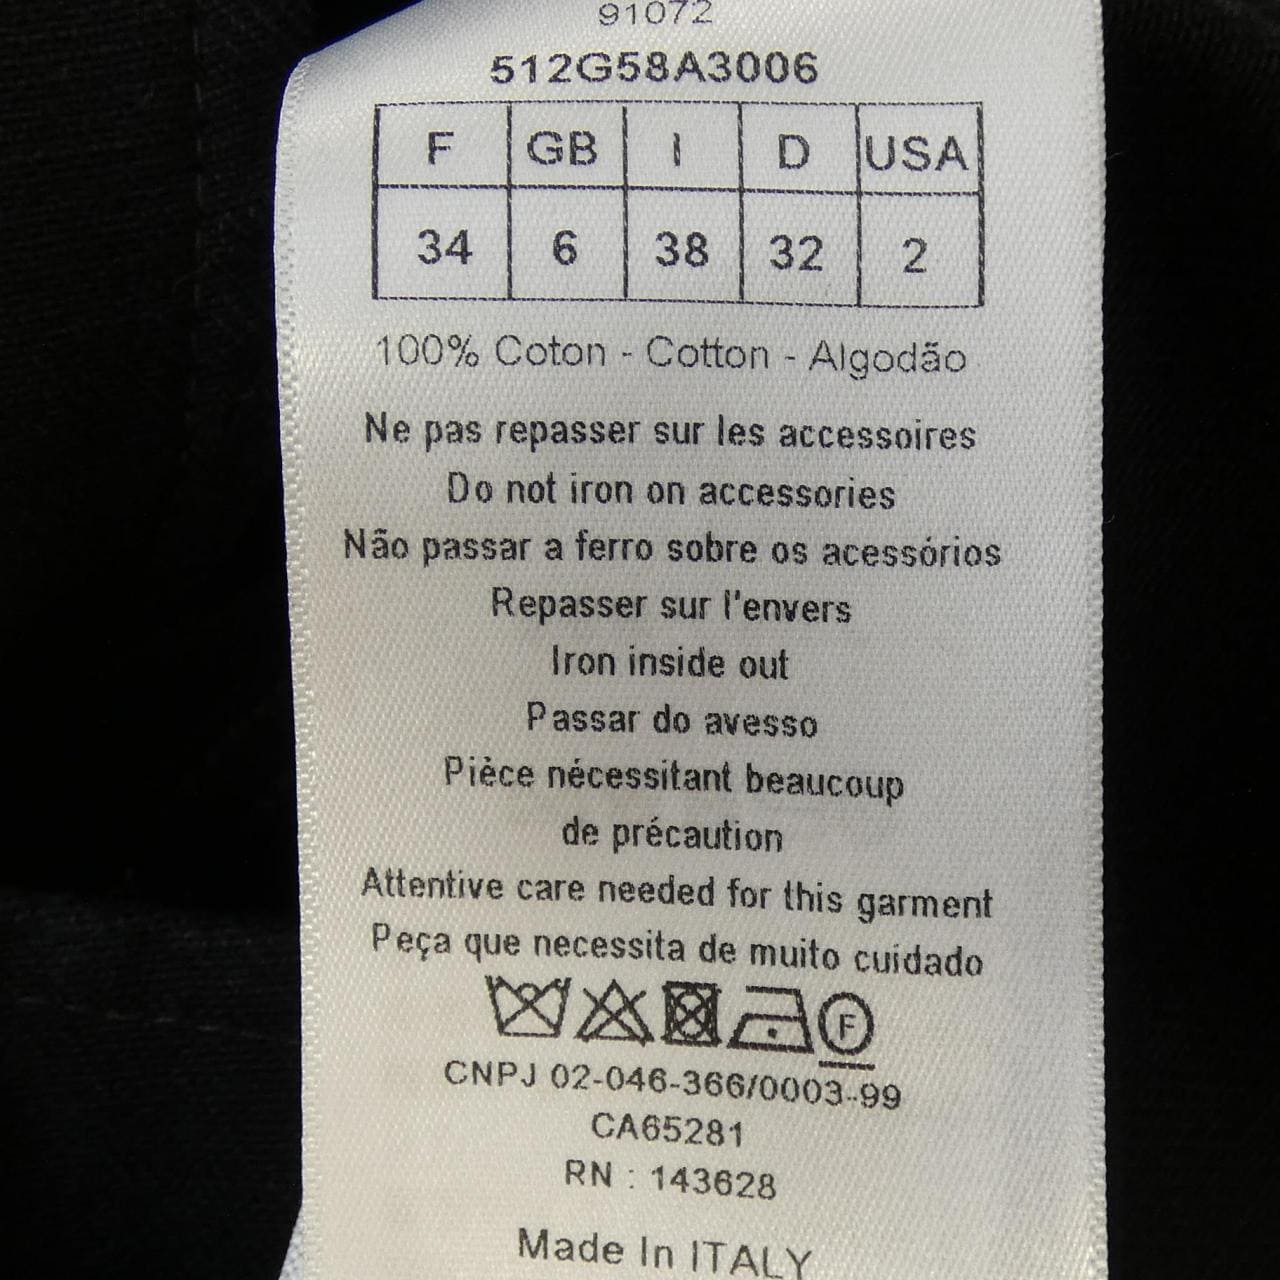 91072
512G58A3006
F GB I D USA
34 6 38 32 2
100% Coton - Cotton - Algodão
Ne pas repasser sur les accessoires
Do not iron on accessories
Não passar a ferro sobre os acessórios
Repasser sur l'envers
Iron inside out
Passar do avesso
Pièce nécessitant beaucoup
de précaution
Attentive care needed for this garment
Peça que necessita de muito cuidado
F
CNPJ 02-046-366/0003-99
CA65281
RN : 143628
Made In ITALY